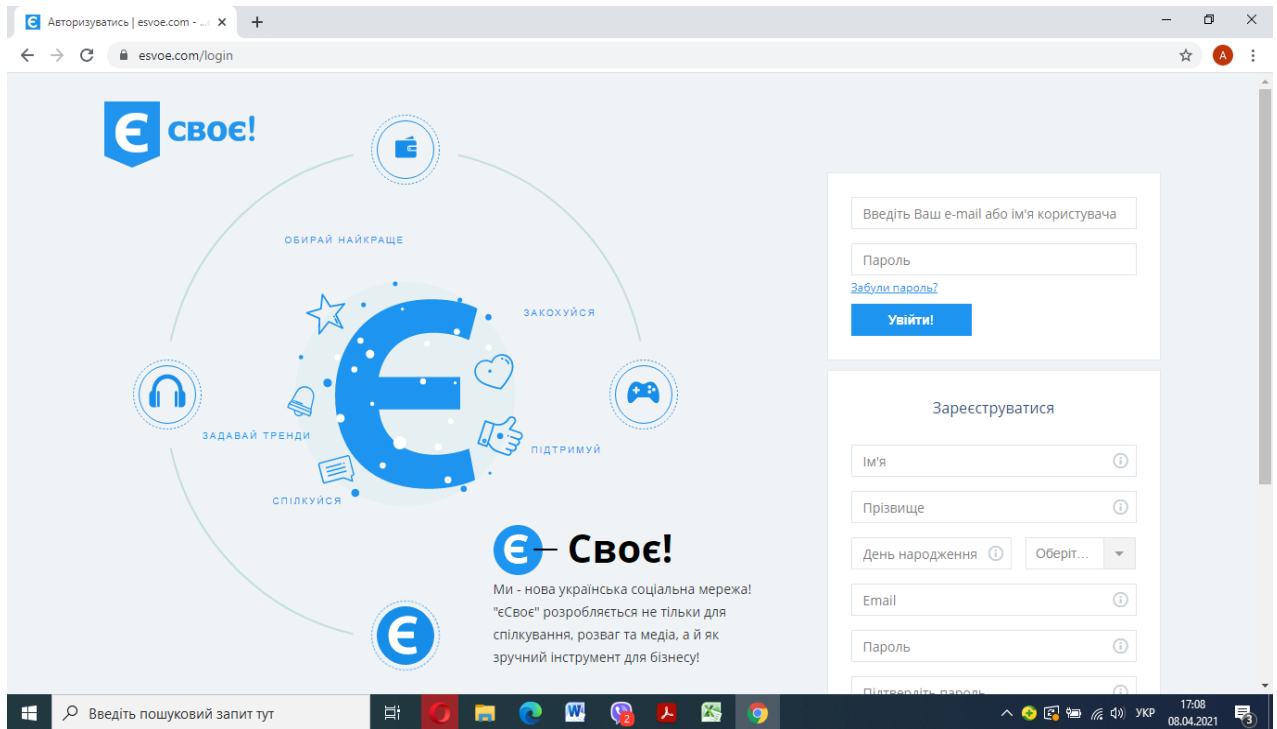 Авторизуватись | esvoe.com - ...
esvoe.com/login
А
Є своє!
ОБИРАЙ НАЙКРАЩЕ
ЗАКОХУЙСЯ
ЗАДАВАЙ ТРЕНДИ
ПІДТРИМУЙ
СПІЛКУЙСЯ
Є
Є — Своє!
Ми - нова українська соціальна мережа!
"єСвоє" розробляється не тільки для
спілкування, розваг та медіа, а й як
зручний інструмент для бізнесу!
Є
Введіть Ваш e-mail або ім'я користувача
Пароль
Забули пароль?
Увійти!
Зареєструватися
Ім'я
Прізвище
День народження
Оберіт...
Email
Пароль
Підтвердіть пароль
Введіть пошуковий запит тут
2
УКР
17:08
08.04.2021
3